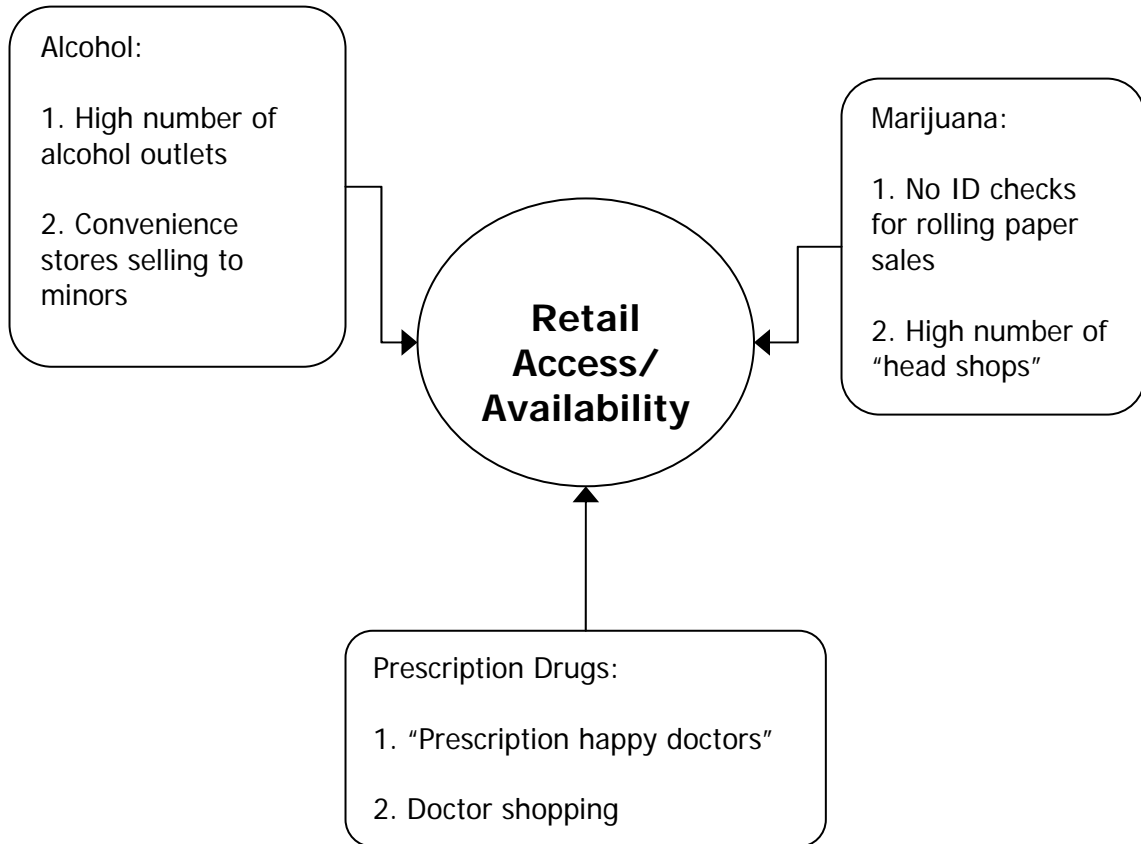 Alcohol:
1. High number of
alcohol outlets
2. Convenience
stores selling to
minors
Marijuana:
1. No ID checks
for rolling paper
sales
2. High number of
“head shops”
Retail
Access/
Availability
Prescription Drugs:
1. “Prescription happy doctors”
2. Doctor shopping